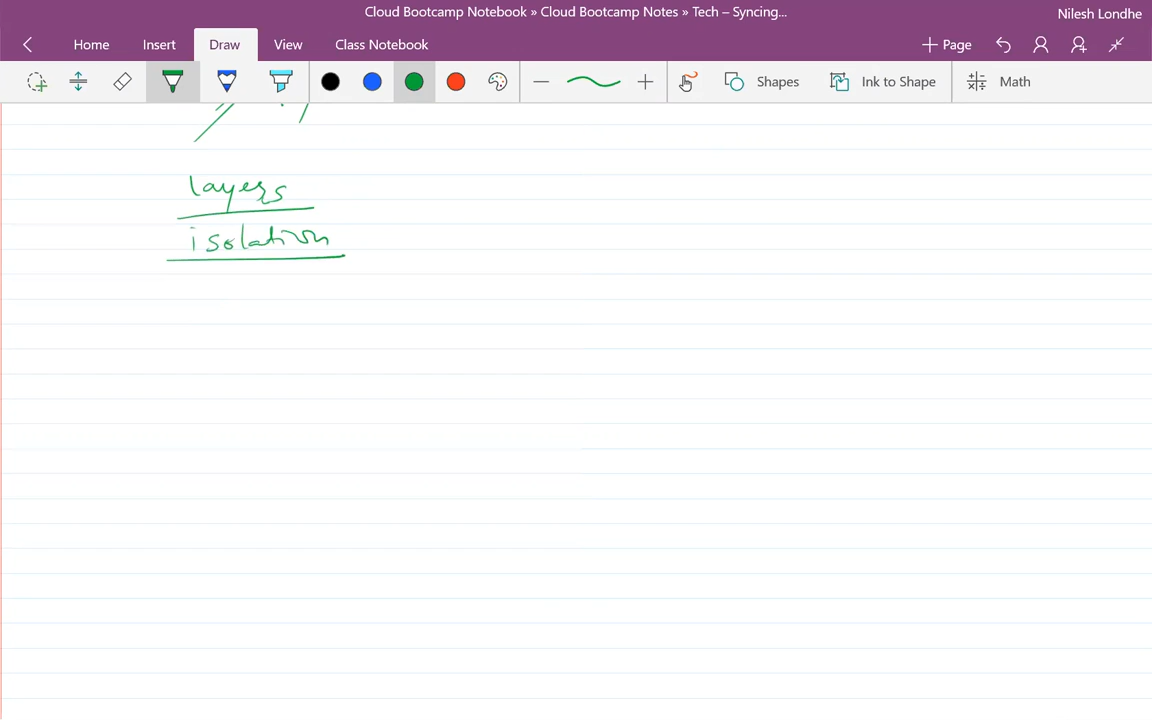 Cloud Bootcamp Notebook » Cloud Bootcamp Notes » Tech – Syncing...
Nilesh Londhe
Home Insert Draw View Class Notebook Page
Shapes Ink to Shape Math
layers
isolation